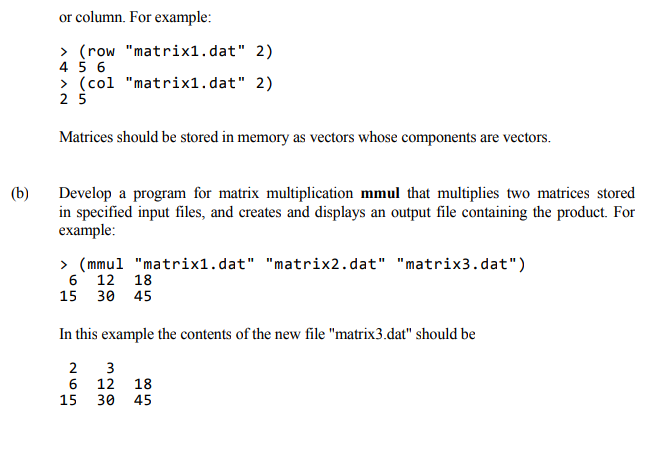 or column. For example:
> (row "matrix1.dat" 2)
4 5 6
> (col "matrix1.dat" 2)
2 5
Matrices should be stored in memory as vectors whose components are vectors.
(b) Develop a program for matrix multiplication mmul that multiplies two matrices stored
in specified input files, and creates and displays an output file containing the product. For
example:
> (mmul "matrix1.dat" "matrix2.dat" "matrix3.dat")
6 12 18
15 30 45
In this example the contents of the new file "matrix3.dat" should be
2 3
6 12 18
15 30 45